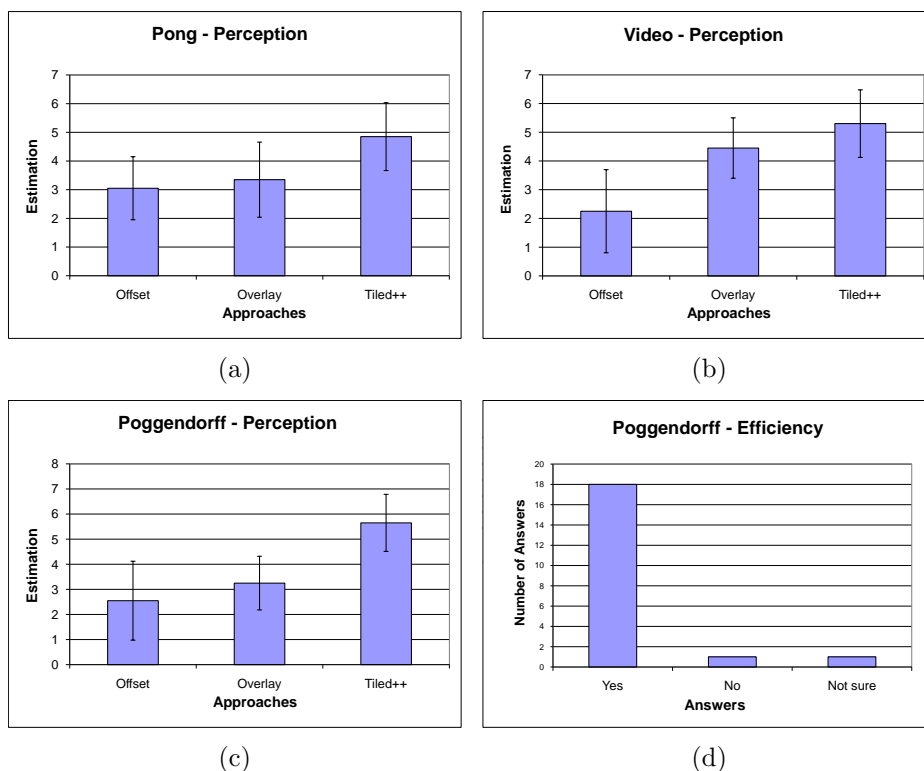 Pong - Perception
7
6
5
4
3
2
1
0
Estimation
Offset Overlay Tiled++
Approaches
(a)
Video - Perception
7
6
5
4
3
2
1
0
Estimation
Offset Overlay Tiled++
Approaches
(b)
Poggendorff - Perception
8
7
6
5
4
3
2
1
0
Estimation
Offset Overlay Tiled++
Approaches
(c)
Poggendorff - Efficiency
20
18
16
14
12
10
8
6
4
2
0
Number of Answers
Yes No Not sure
Answers
(d)